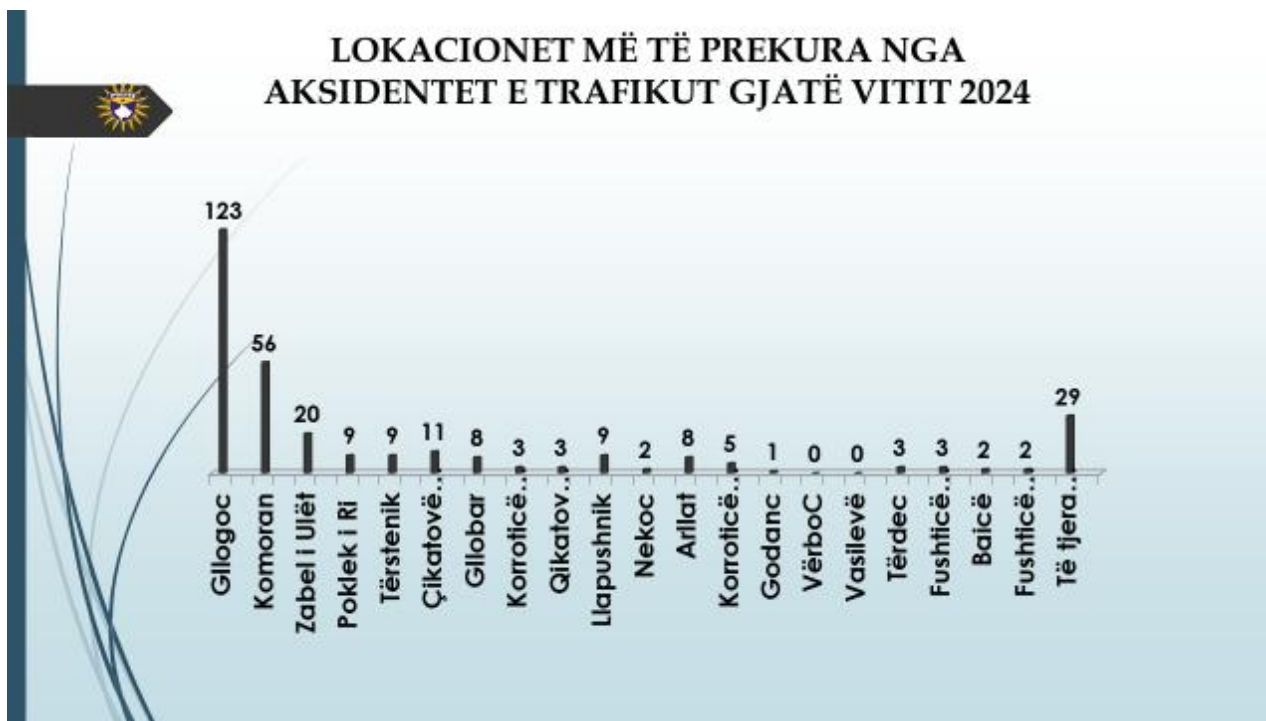 LOKACIONET MË TË PREKURA NGA
AKSIDENTET E TRAFIKUT GJATË VITIT 2024
123
56
20
9
9
11
8
3
3
9
2
8
5
1
0
0
3
3
2
2
29
Gllogoc
Komoran
Zabel i Ulët
Poklek i Ri
Tërstenik
Çikatovë..
Gllobar
Korroticë..
Qikatov..
Llapushnik
Nekoc
Arllat
Korroticë..
Godanc
VërboC
Vasilevë
Tërdec
Fushticë..
Baicë
Fushticë..
Të tjera..